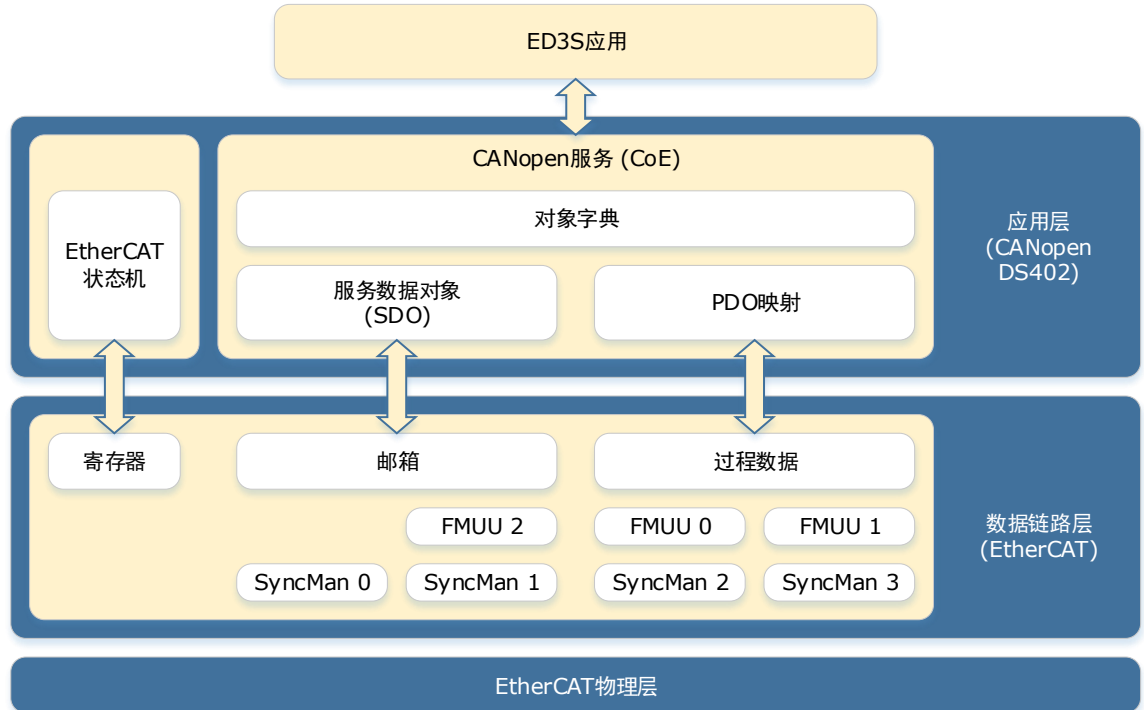 ED3S应用
CANopen服务 (CoE)
对象字典
EtherCAT
状态机
服务数据对象
(SDO)
PDO映射
应用层
(CANopen
DS402)
寄存器
邮箱
过程数据
FMUU 2
FMUU 0
FMUU 1
SyncMan 0
SyncMan 1
SyncMan 2
SyncMan 3
数据链路层
(EtherCAT)
EtherCAT物理层